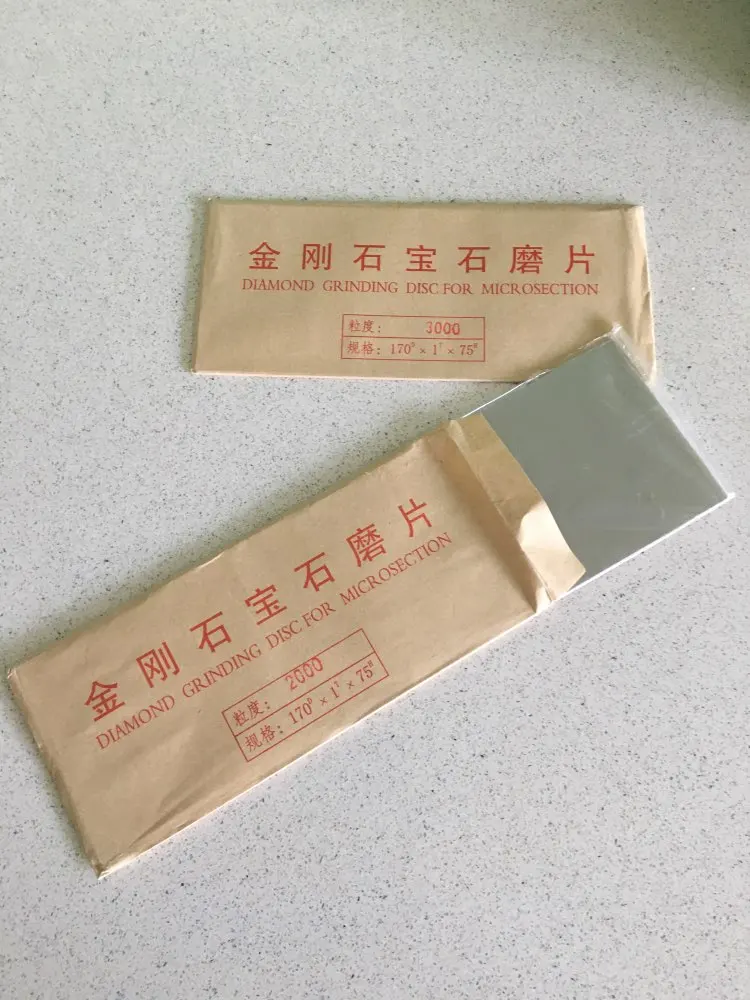 金刚石宝石磨片
DIAMOND GRINDING DISC FOR MICROSECTION
粒度: 3000
规格: 170ᴰ × 1ᵀ × 75ᴴ
金刚石宝石磨片
DIAMOND GRINDING DISC FOR MICROSECTION
粒度: 2000
规格: 170ᴰ × 1ᵀ × 75ᴴ